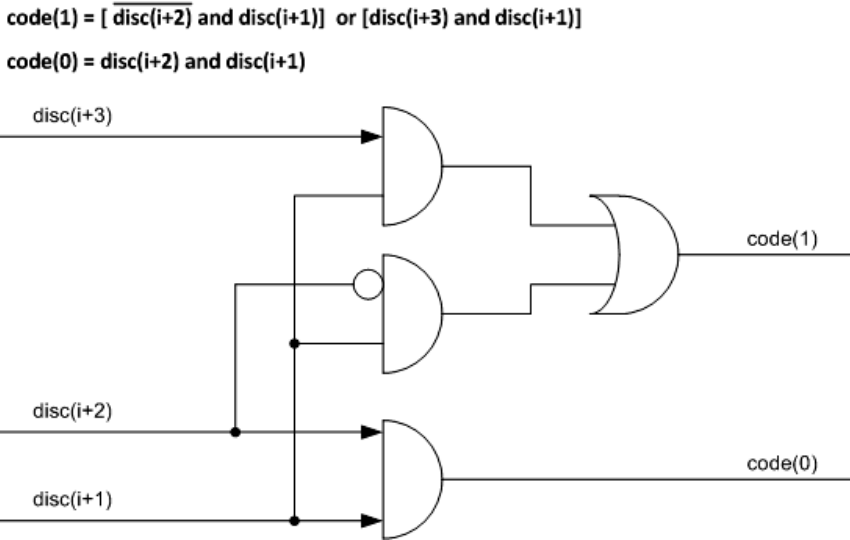 code(1) = [ disc(i+2) and disc(i+1)] or [disc(i+3) and disc(i+1)]
code(0) = disc(i+2) and disc(i+1)
disc(i+3)
code(1)
disc(i+2)
code(0)
disc(i+1)